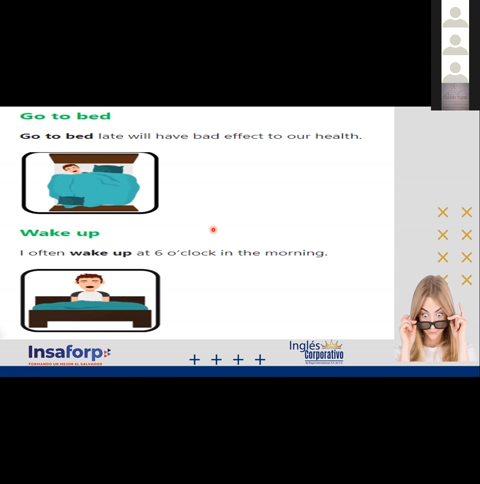 Go to bed
Go to bed late will have bad effect to our health.
Wake up
I often wake up at 6 o'clock in the morning.
Insaforp
FORMANDO UN MEJOR EL SALVADOR
Inglés
Corporativo